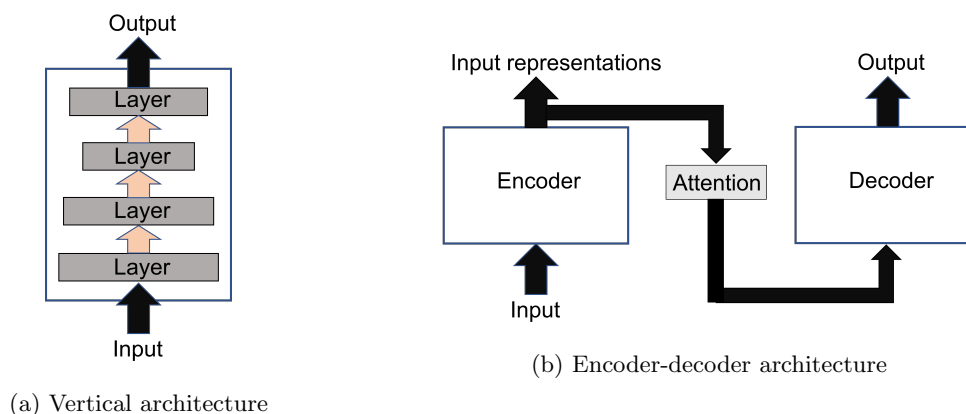 Output
Layer
Layer
Layer
Layer
Input
(a) Vertical architecture
Input representations
Output
Encoder
Attention
Decoder
Input
(b) Encoder-decoder architecture